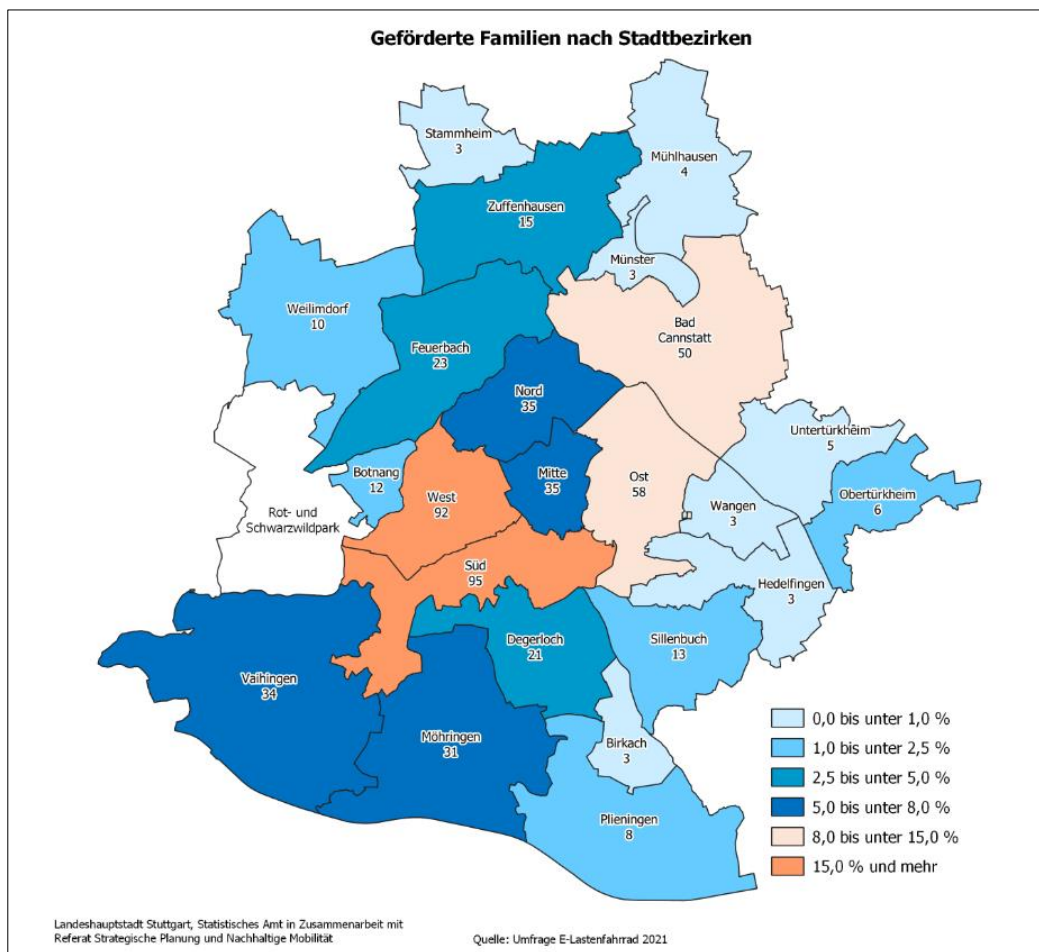 Geförderte Familien nach Stadtbezirken
Stammheim
3
Mühlhausen
4
Zuffenhausen
15
Münster
3
Weilimdorf
10
Bad
Cannstatt
50
Feuerbach
23
Nord
35
Untertürkheim
5
Botnang
12
Mitte
35
Ost
58
Obertürkheim
6
West
92
Wangen
3
Rot- und
Schwarzwildpark
Süd
95
Hedelfingen
3
Degerloch
21
Sillenbuch
13
Vaihingen
34
Möhringen
31
Birkach
3
Plieningen
8
0,0 bis unter 1,0 %
1,0 bis unter 2,5 %
2,5 bis unter 5,0 %
5,0 bis unter 8,0 %
8,0 bis unter 15,0 %
15,0 % und mehr
Landeshauptstadt Stuttgart, Statistisches Amt in Zusammenarbeit mit
Referat Strategische Planung und Nachhaltige Mobilität
Quelle: Umfrage E-Lastenfahrrad 2021